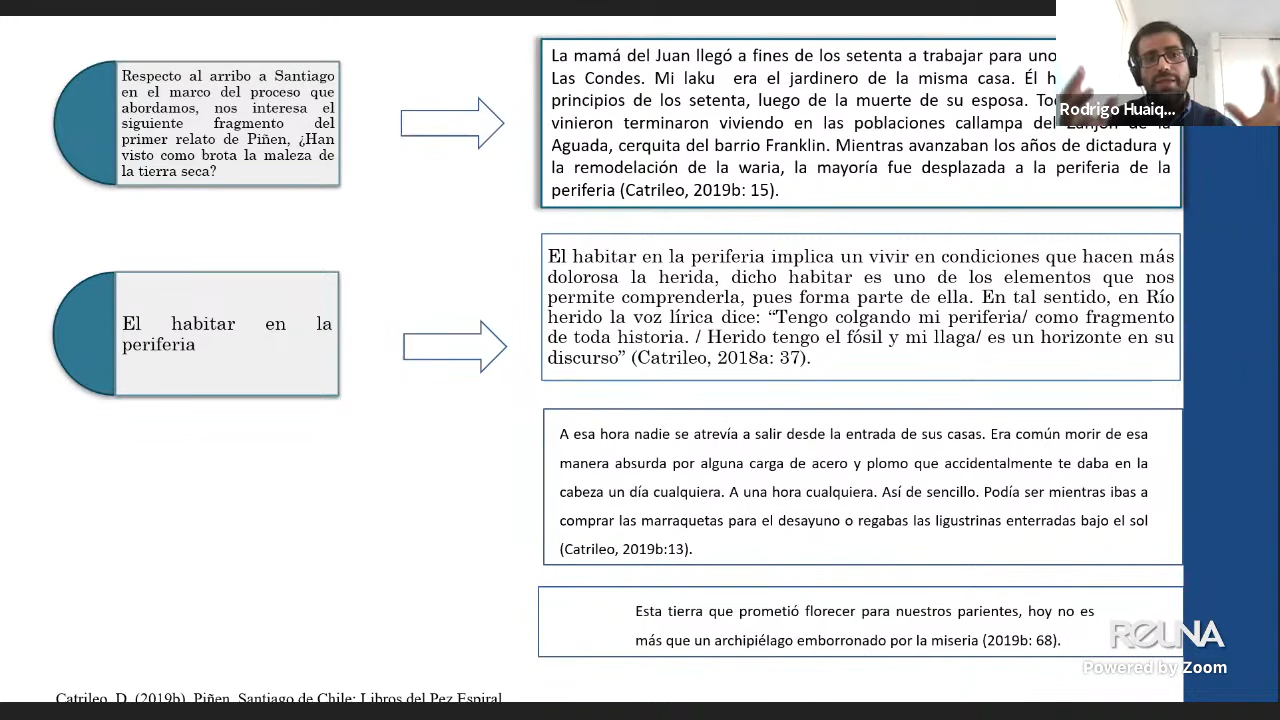 Respecto al arribo a Santiago
en el marco del proceso que
abordamos, nos interesa el
siguiente fragmento del
primer relato de Piñen, ¿Han
visto como brota la maleza de
la tierra seca?
La mamá del Juan llegó a fines de los setenta a trabajar para
Las Condes. Mi laku era el jardinero de la misma casa. Él
principios de los setenta, luego de la muerte de su esposa.
vinieron terminaron viviendo en las poblaciones callampa del Zanjón de la
Aguada, cerquita del barrio Franklin. Mientras avanzaban los años de dictadura y
la remodelación de la waria, la mayoría fue desplazada a la periferia de la
periferia (Catrileo, 2019b: 15).
Rodrigo Huaiq...
El habitar en la
periferia
El habitar en la periferia implica un vivir en condiciones que hacen más
dolorosa la herida, dicho habitar es uno de los elementos que nos
permite comprenderla, pues forma parte de ella. En tal sentido, en Río
herido la voz lírica dice: “Tengo colgando mi periferia/ como fragmento
de toda historia. / Herido tengo el fósil y mi llaga/ es un horizonte en su
discurso” (Catrileo, 2018a: 37).
A esa hora nadie se atrevía a salir desde la entrada de sus casas. Era común morir de esa
manera absurda por alguna carga de acero y plomo que accidentalmente te daba en la
cabeza un día cualquiera. A una hora cualquiera. Así de sencillo. Podía ser mientras ibas a
comprar las marraquetas para el desayuno o regabas las ligustrinas enterradas bajo el sol
(Catrileo, 2019b:13).
Esta tierra que prometió florecer para nuestros parientes, hoy no es
más que un archipiélago emborronado por la miseria (2019b: 68).
REUNA
Powered by Zoom
Catrileo, D. (2019b). Piñen. Santiago de Chile: Libros del Pez Espiral